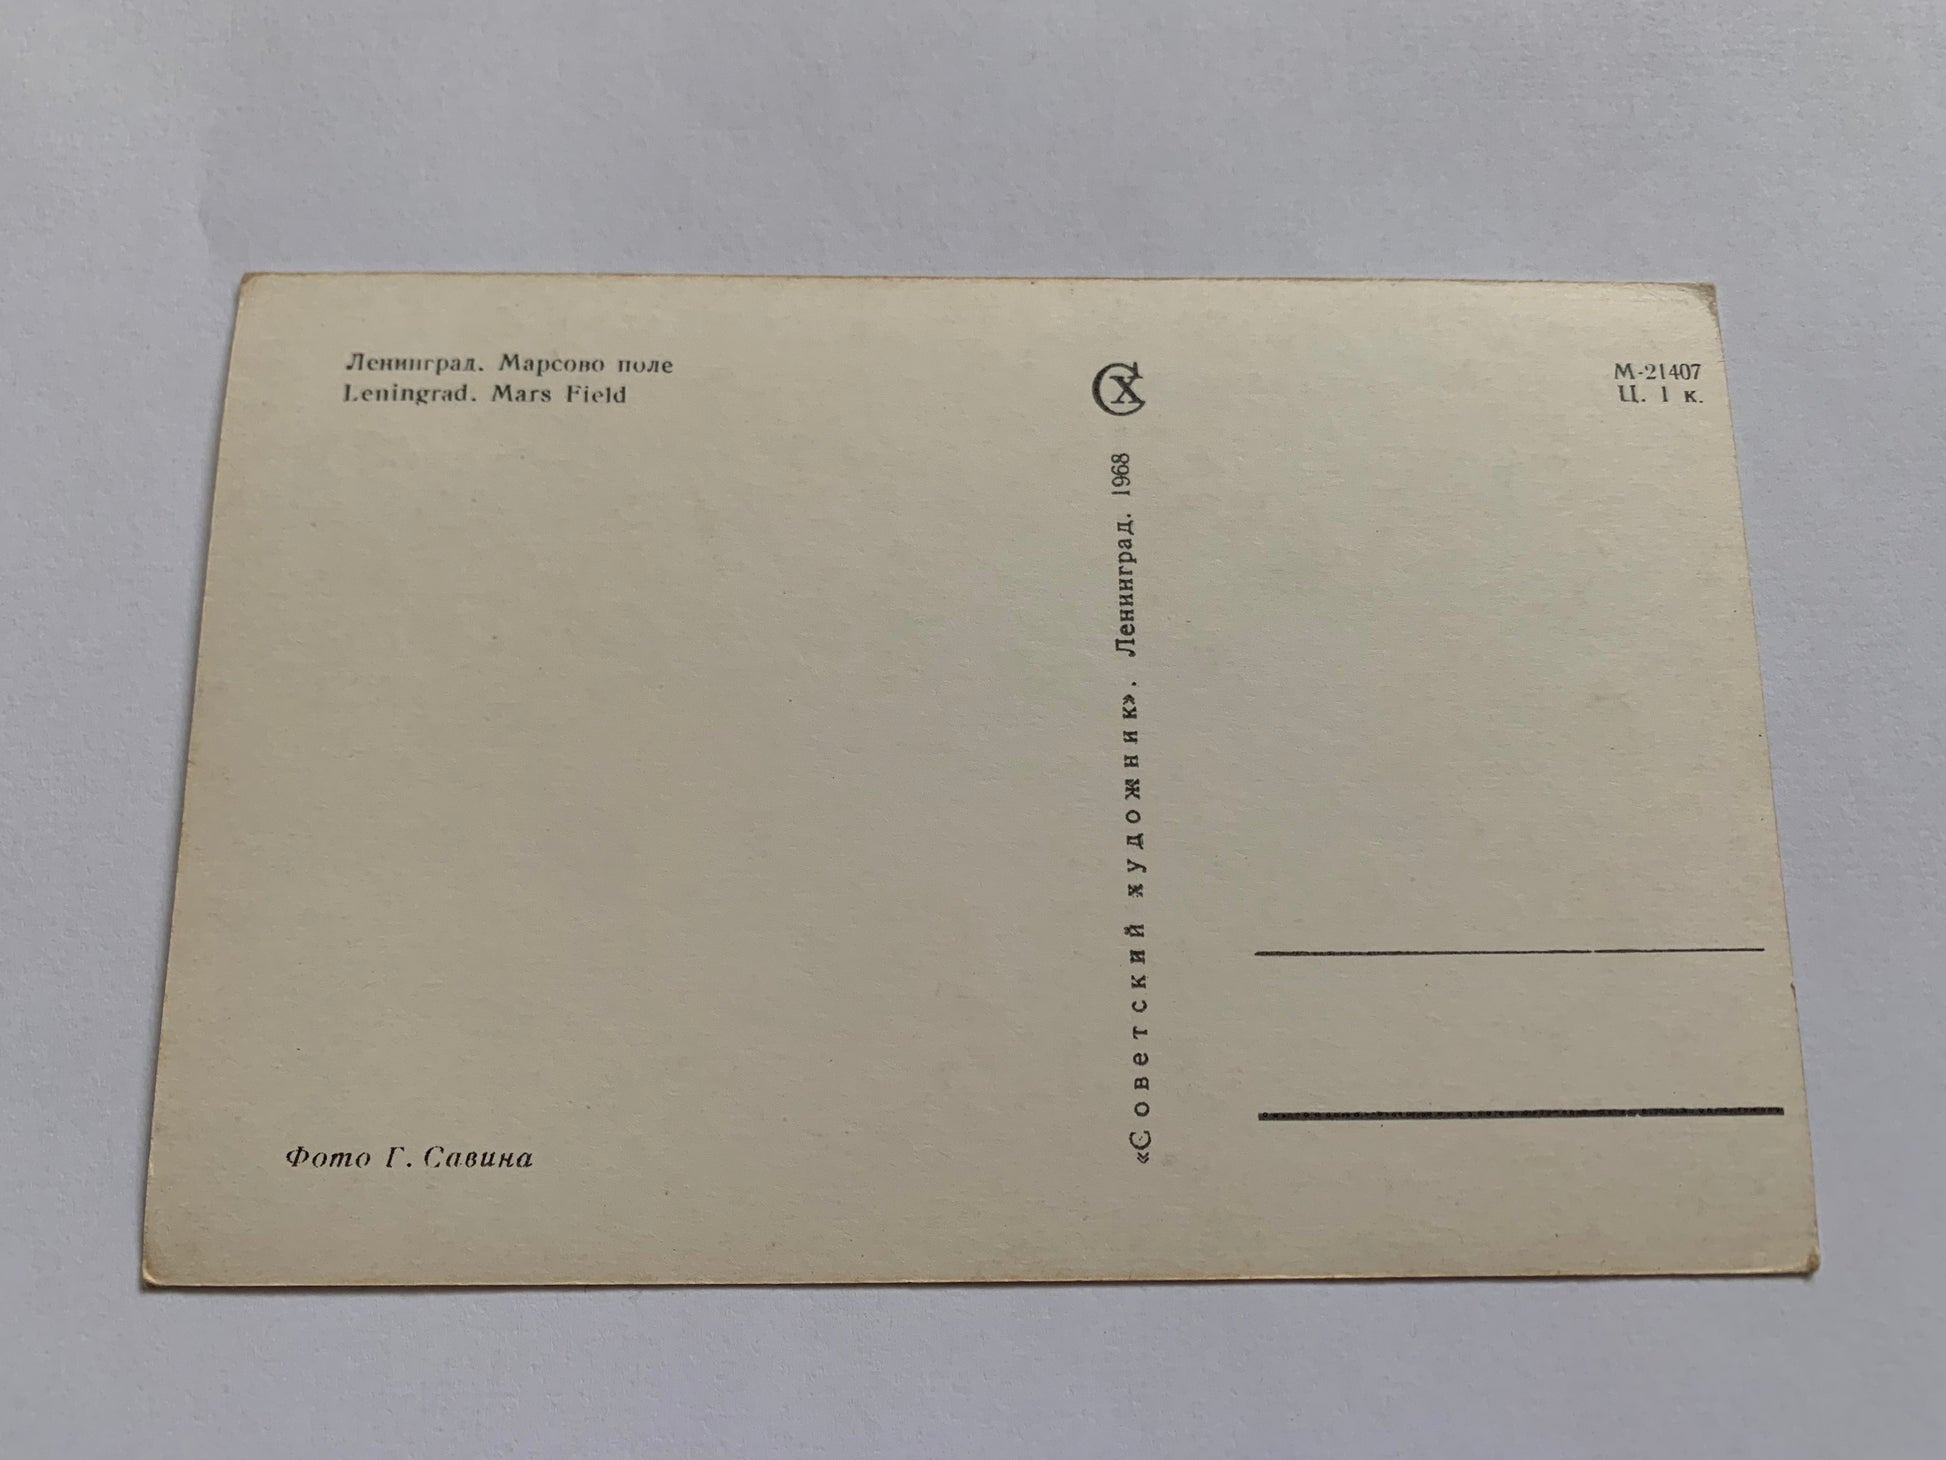 Ленинград. Марсово поле
Leningrad. Mars Field
Фото Г. Савина
СХ
«Советский художник». Ленинград. 1968
М-21407
Ц. 1 к.